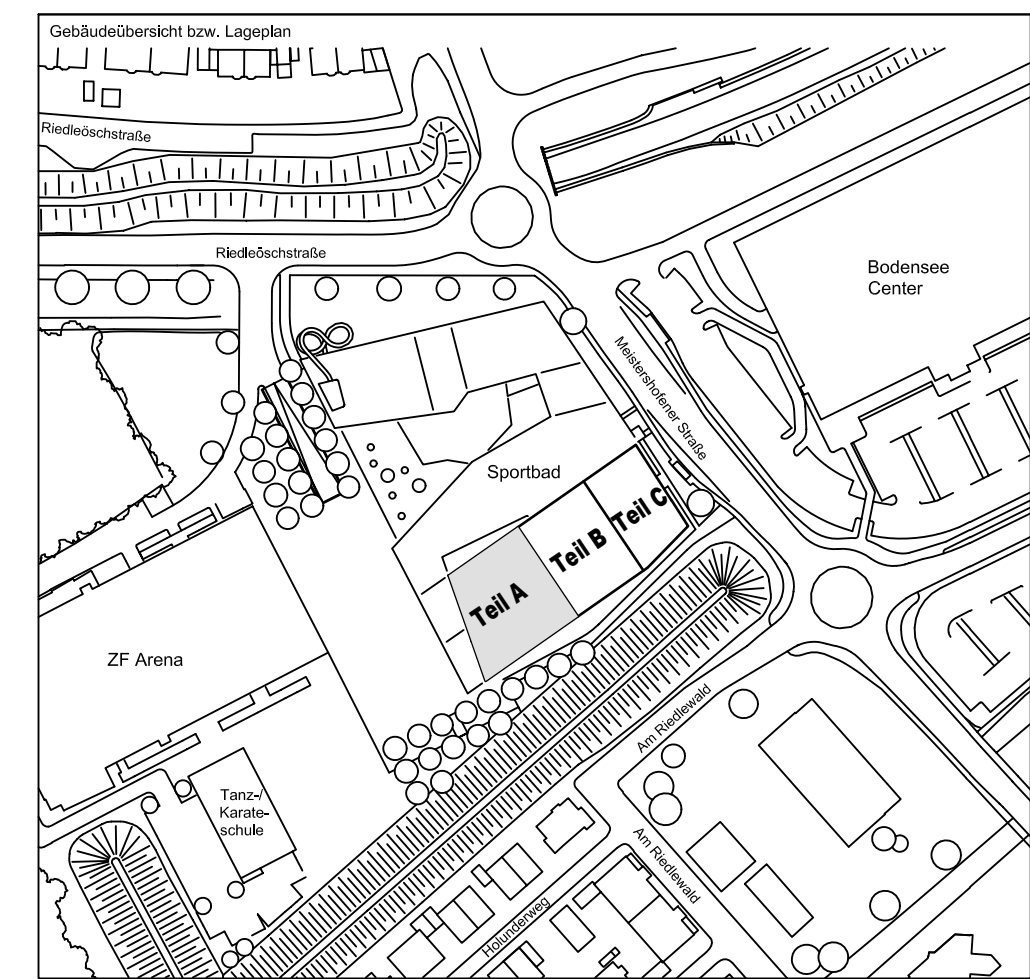 Gebäudeübersicht bzw. Lageplan
Riedleöschstraße
Riedleöschstraße
Bodensee
Center
Meistershofener Straße
Sportbad
Teil C
Teil B
Teil A
ZF Arena
Am Riedlewald
Tanz-/
Karate-
schule
Am Riedlewald
Holunderweg